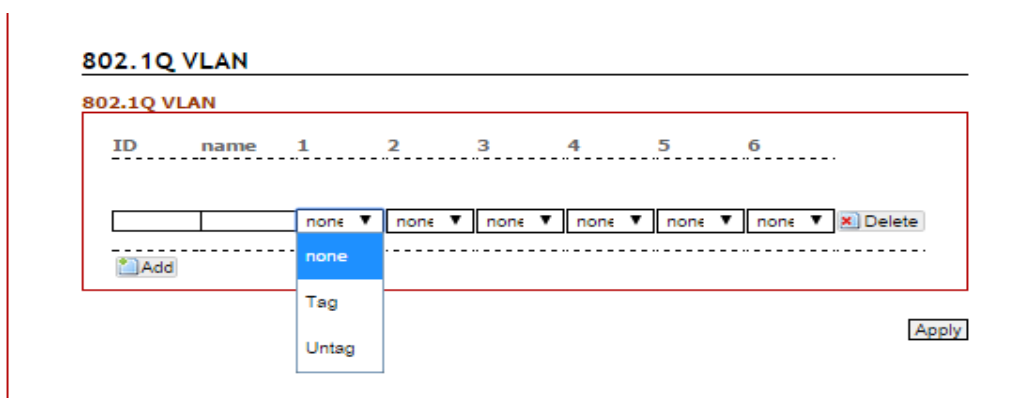 802.1Q VLAN
802.1Q VLAN
ID name 1 2 3 4 5 6
none none none none none none Delete
none
Add
Tag
Untag
Apply